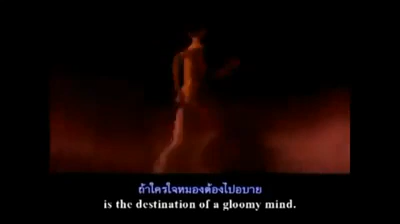 ถ้าใครใจหมองต้องไปอบาย
is the destination of a gloomy mind.